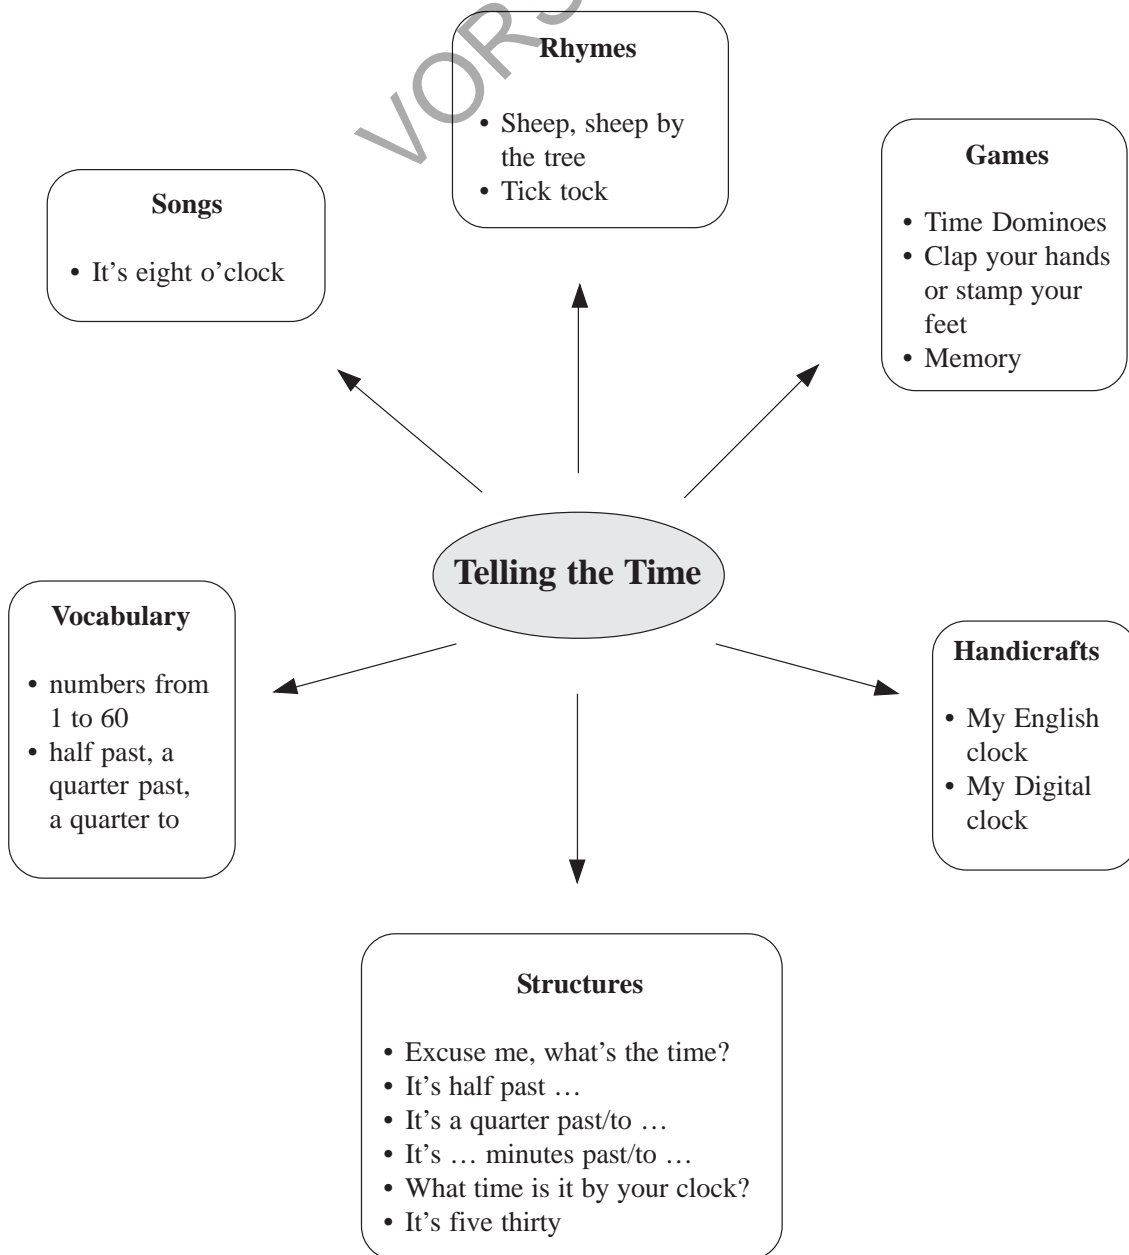 VORS
Rhymes
• Sheep, sheep by
the tree
• Tick tock
Games
• Time Dominoes
• Clap your hands
or stamp your
feet
• Memory
Songs
• It’s eight o’clock
Telling the Time
Vocabulary
• numbers from
1 to 60
• half past, a
quarter past,
a quarter to
Handicrafts
• My English
clock
• My Digital
clock
Structures
• Excuse me, what’s the time?
• It’s half past …
• It’s a quarter past/to …
• It’s … minutes past/to …
• What time is it by your clock?
• It’s five thirty